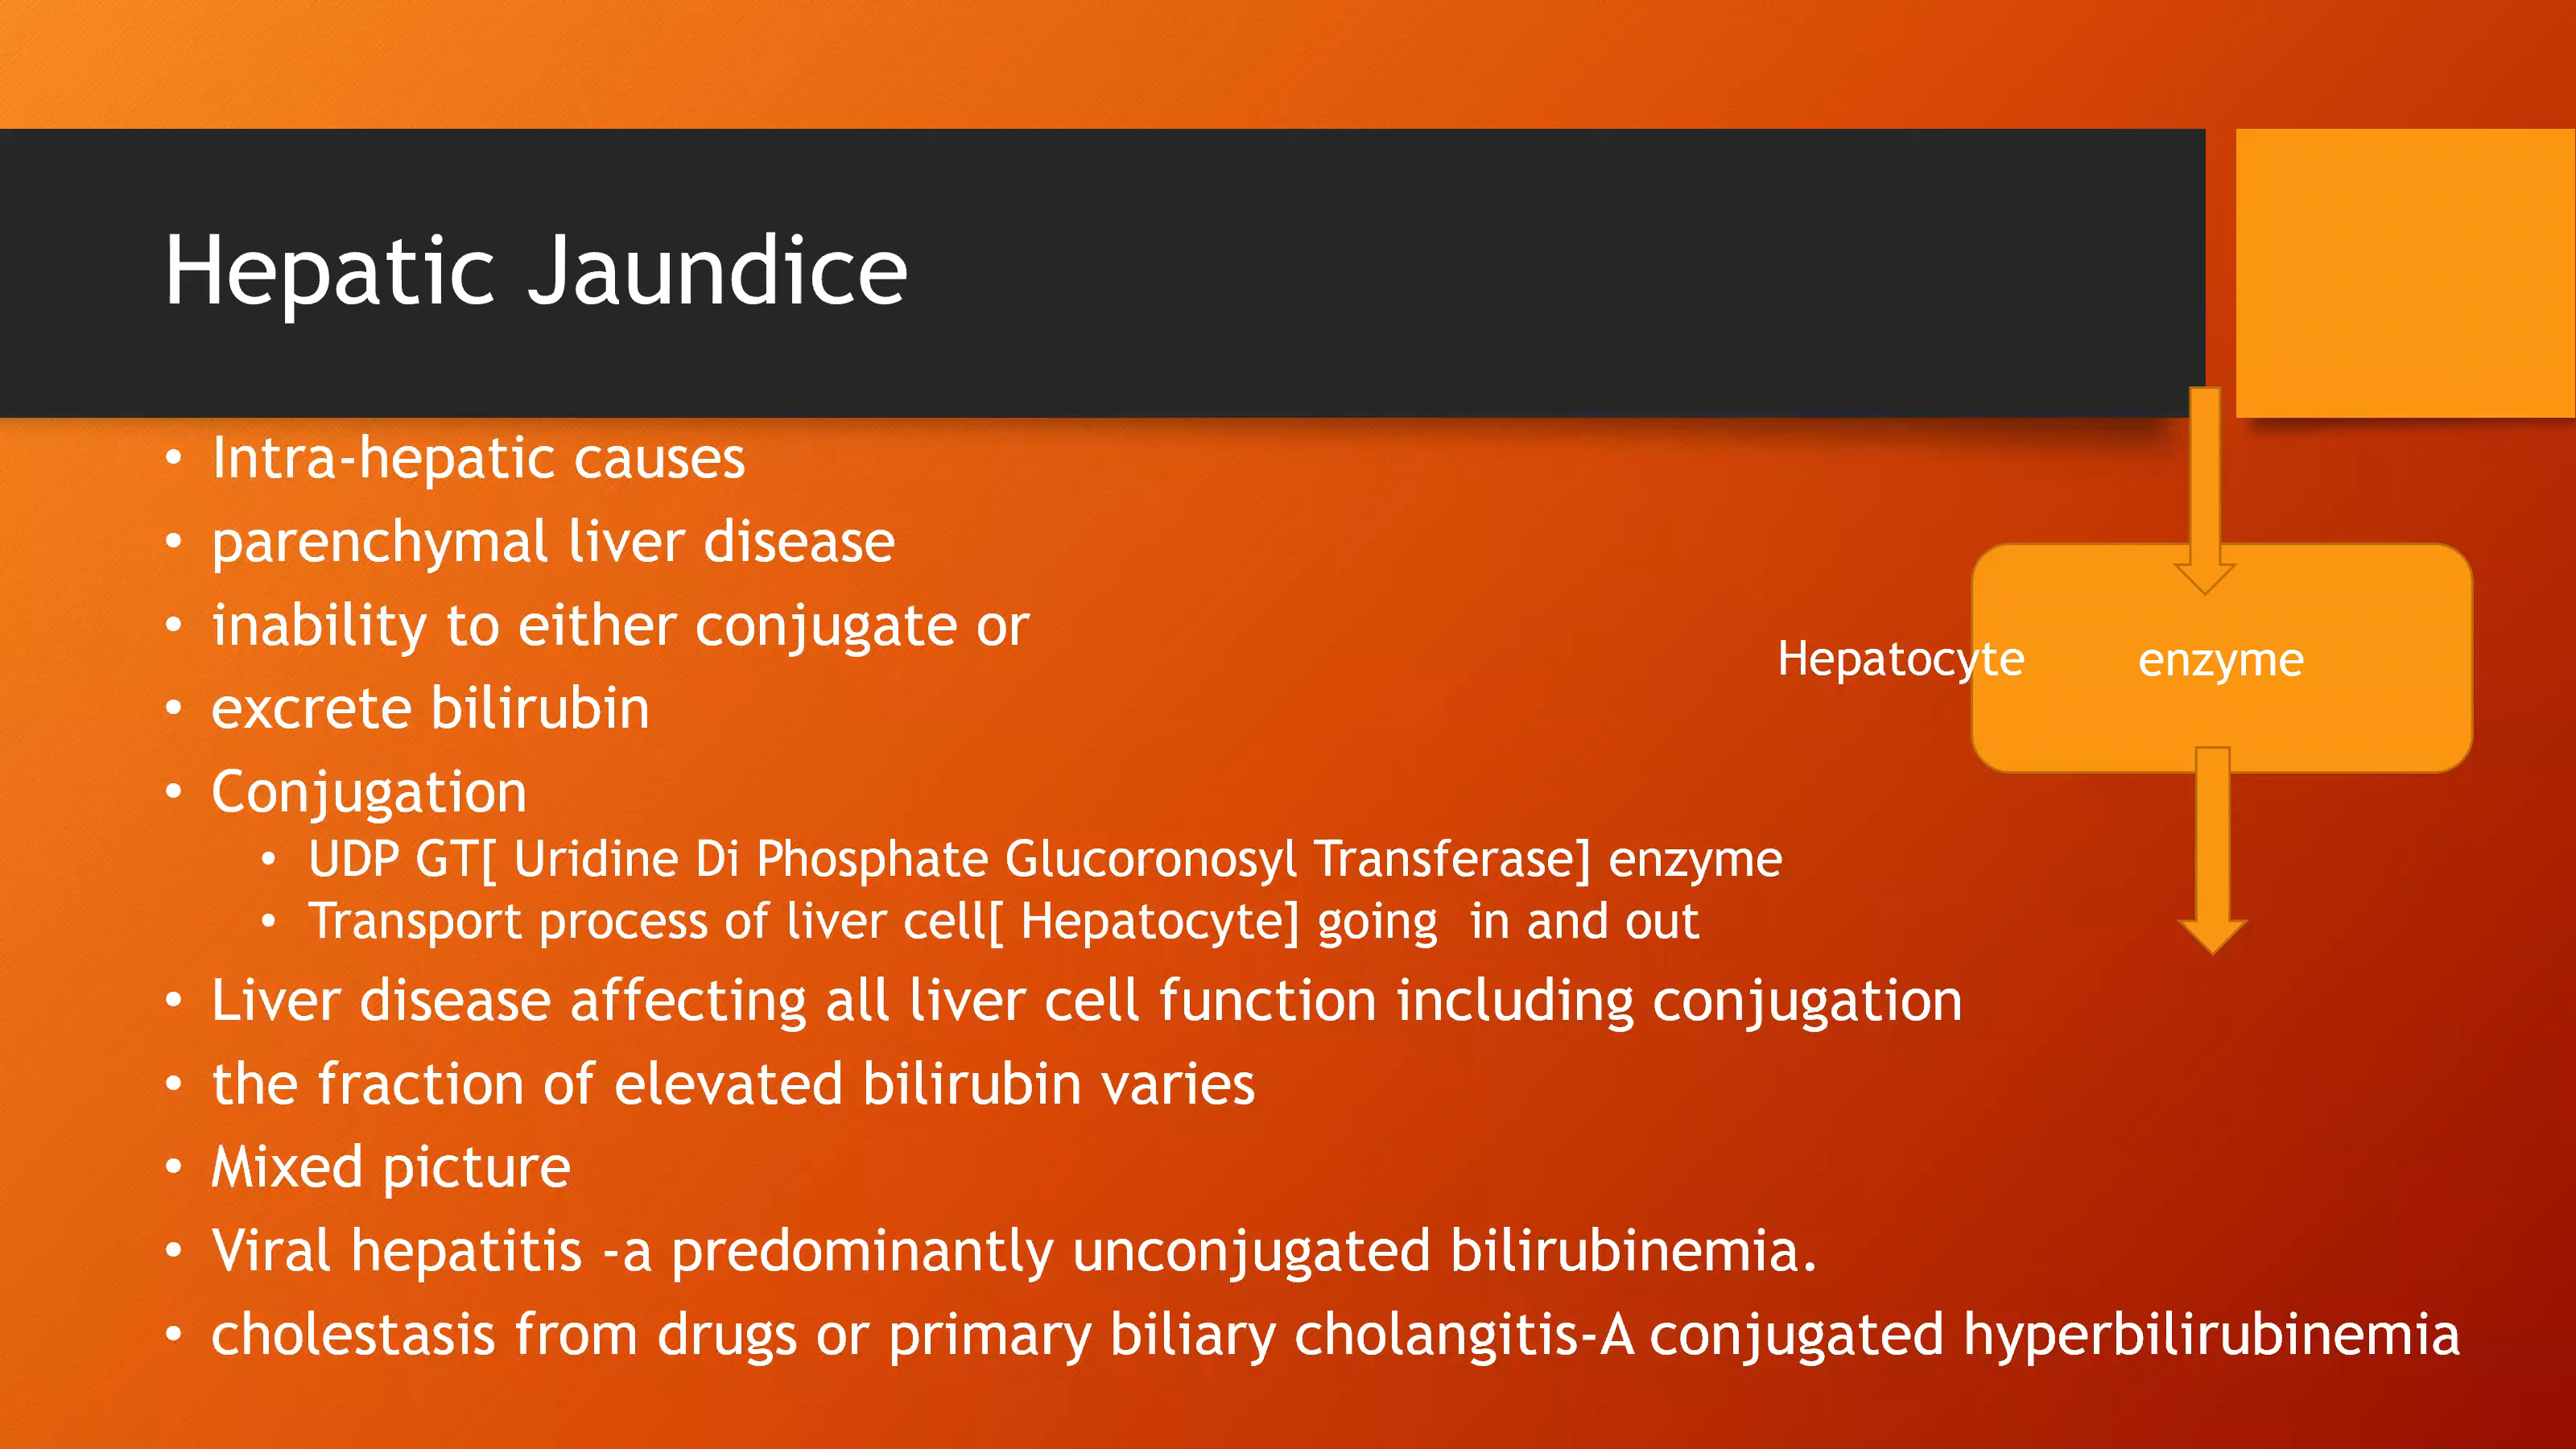 Hepatic Jaundice
• Intra-hepatic causes
• parenchymal liver disease
• inability to either conjugate or
• excrete bilirubin
• Conjugation
• UDP GT[ Uridine Di Phosphate Glucoronosyl Transferase] enzyme
• Transport process of liver cell[ Hepatocyte] going  in and out
• Liver disease affecting all liver cell function including conjugation
• the fraction of elevated bilirubin varies
• Mixed picture
• Viral hepatitis -a predominantly unconjugated bilirubinemia.
• cholestasis from drugs or primary biliary cholangitis-A conjugated hyperbilirubinemia
Hepatocyte
enzyme